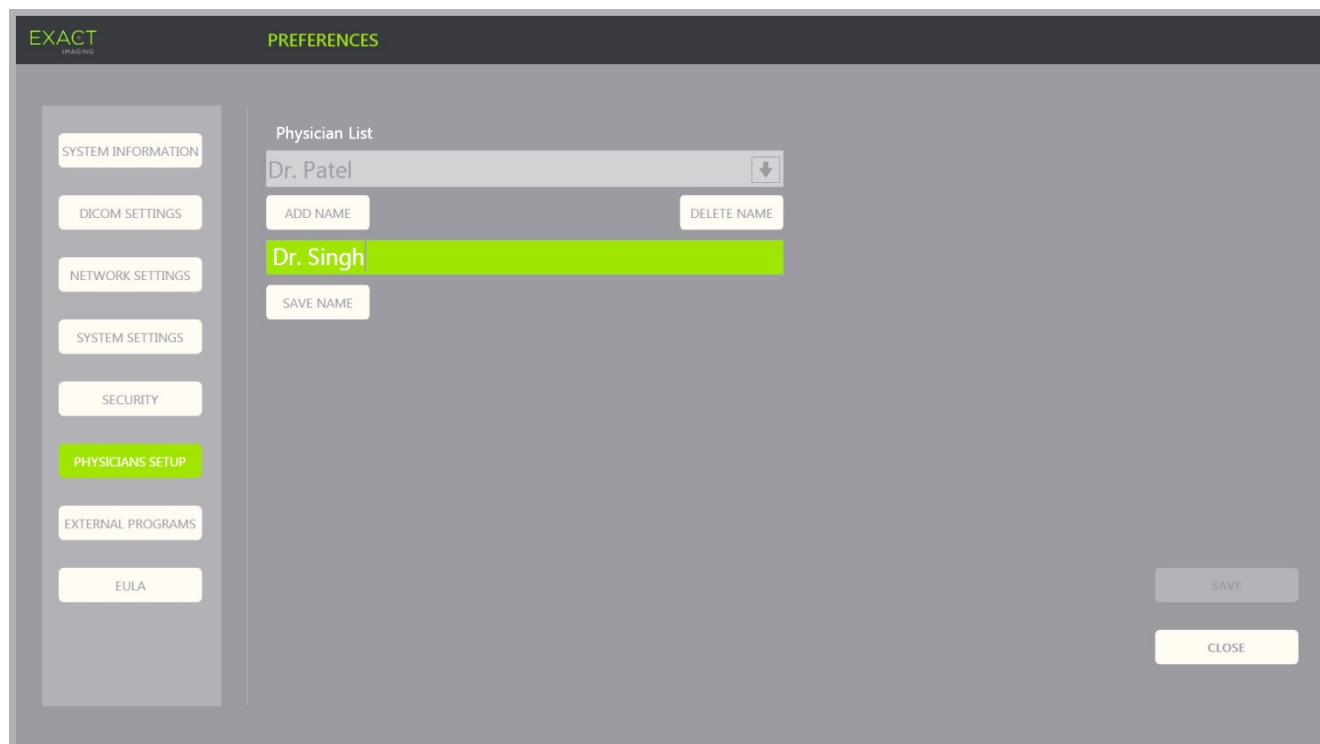 EXACT
IMAGING
PREFERENCES
SYSTEM INFORMATION
DICOM SETTINGS
NETWORK SETTINGS
SYSTEM SETTINGS
SECURITY
PHYSICIANS SETUP
EXTERNAL PROGRAMS
EULA
Physician List
Dr. Patel
ADD NAME
DELETE NAME
Dr. Singh
SAVE NAME
SAVE
CLOSE